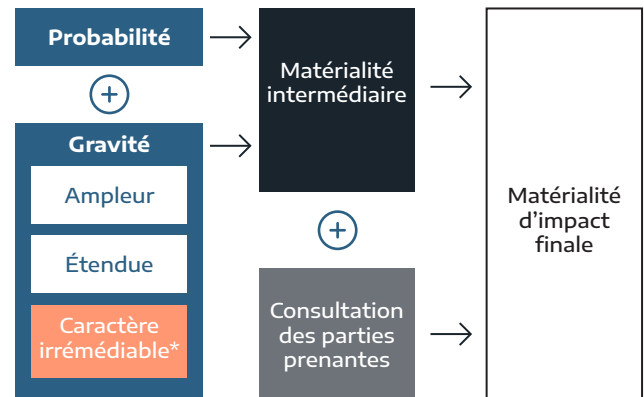 Probabilité
Gravité
Ampleur
Étendue
Caractère
irrémédiable*
Matérialité
intermédiaire
Consultation
des parties
prenantes
Matérialité
d’impact
finale